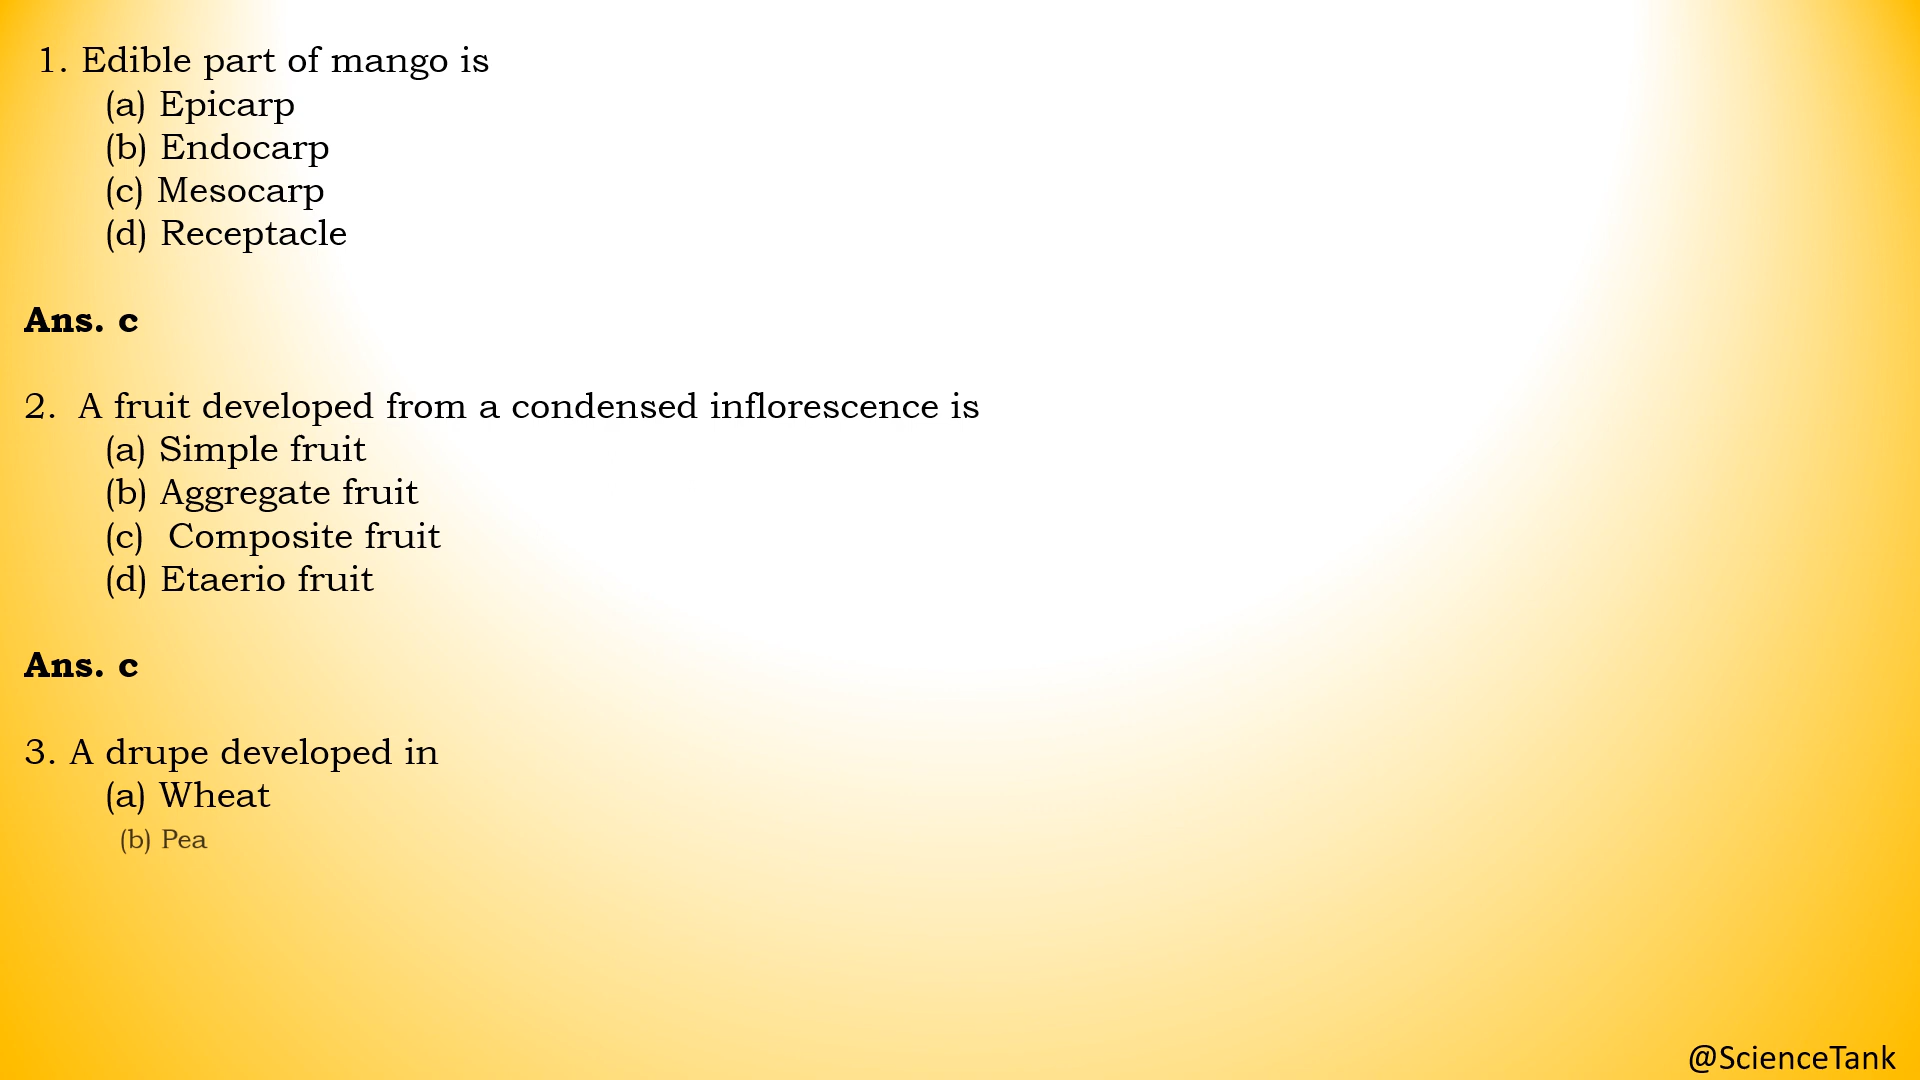 1. Edible part of mango is
(a) Epicarp
(b) Endocarp
(c) Mesocarp
(d) Receptacle
Ans. c
2. A fruit developed from a condensed inflorescence is
(a) Simple fruit
(b) Aggregate fruit
(c) Composite fruit
(d) Etaerio fruit
Ans. c
3. A drupe developed in
(a) Wheat
(b) Pea
@ScienceTank